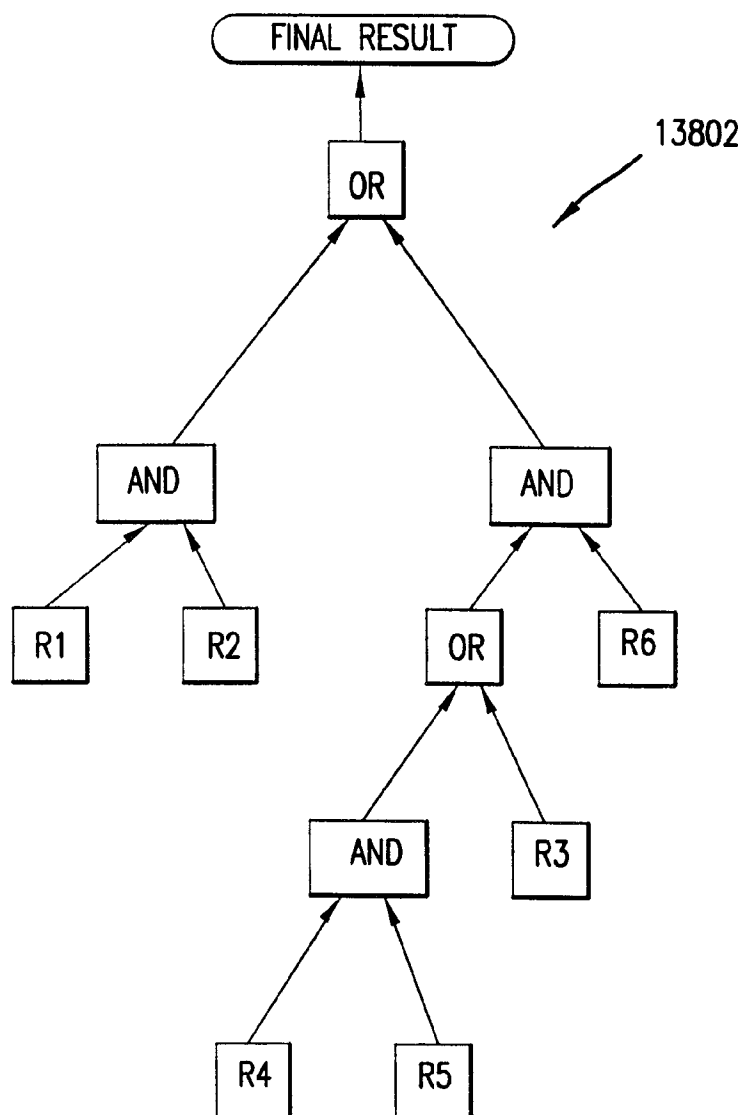 FINAL RESULT
13802
OR
AND
AND
R1
R2
OR
R6
AND
R3
R4
R5